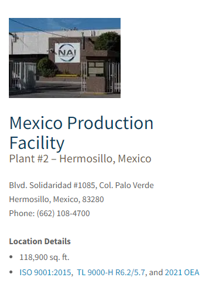 NAI
Mexico Production
Facility
Plant #2 – Hermosillo, Mexico
Blvd. Solidaridad #1085, Col. Palo Verde
Hermosillo, Mexico, 83280
Phone: (662) 108-4700
Location Details
• 118,900 sq. ft.
• ISO 9001:2015, TL 9000-H R6.2/5.7, and 2021 OEA